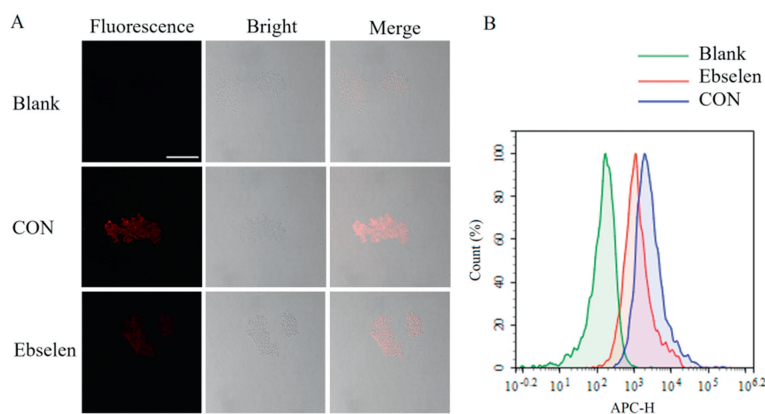 A
Fluorescence Bright Merge
Blank
CON
Ebselen
B
Blank
Ebselen
CON
Count (%)
100
80
60
40
20
0
10^-0.2 10^1 10^2 10^3 10^4 10^5 10^6.2
APC-H